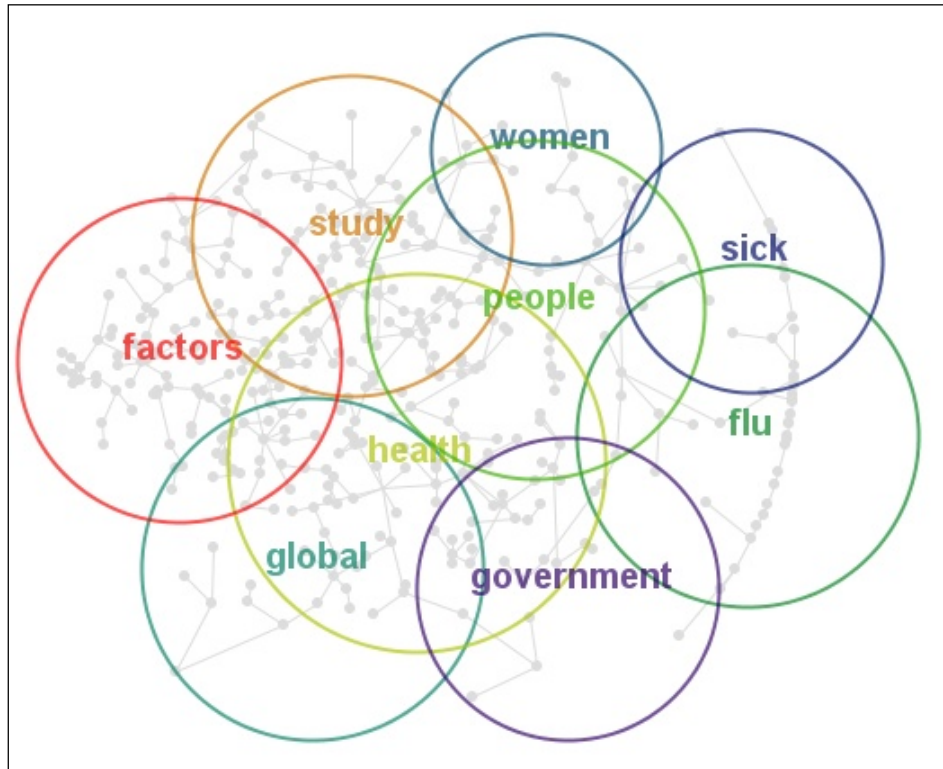 women
study
sick
people
factors
flu
health
global
government